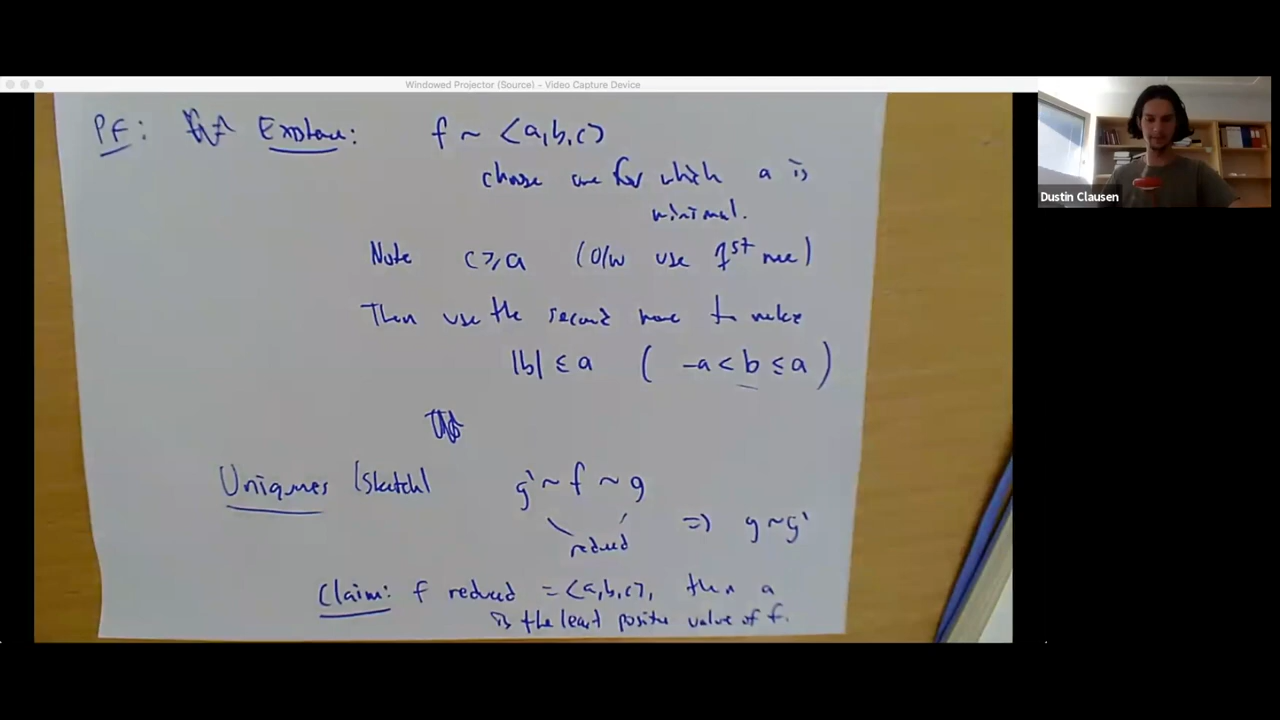 Windowed Projector (Source) - Video Capture Device
Dustin Clausen
Pf: Existence: f ~ <a,b,c>
choose one for which a is
minimal.
Note c ≥ a (O/w use 1st move)
Then use the second move to make
|b| ≤ a ( -a < b ≤ a )
Uniqness (sketch) g' ~ f ~ g
reduced => g ~ g'
Claim: f reduced = <a,b,c>, then a
is the least positive value of f.